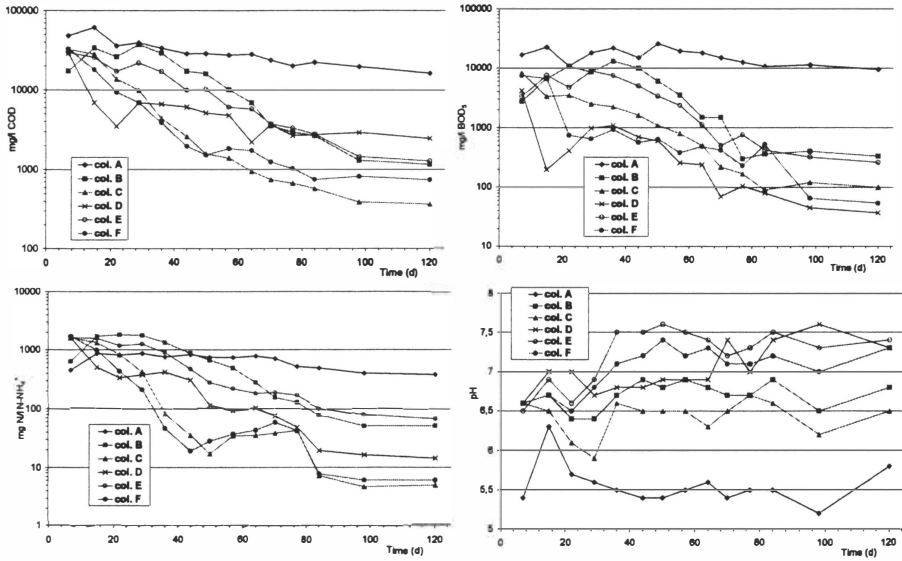 100000
10000
1000
100
mg/l COD
col. A
col. B
col. C
col. D
col. E
col. F
0 20 40 60 80 100 120
Time (d)
100000
10000
1000
100
10
mg/l BOD₅
col. A
col. B
col. C
col. D
col. E
col. F
0 20 40 60 80 100 120
Time (d)
10000
1000
100
10
1
mg N/l N-NH₄⁺
col. A
col. B
col. C
col. D
col. E
col. F
0 20 40 60 80 100 120
Time (d)
8
7,5
7
6,5
6
5,5
5
pH
col. A
col. B
col. C
col. D
col. E
col. F
0 20 40 60 80 100 120
Time (d)